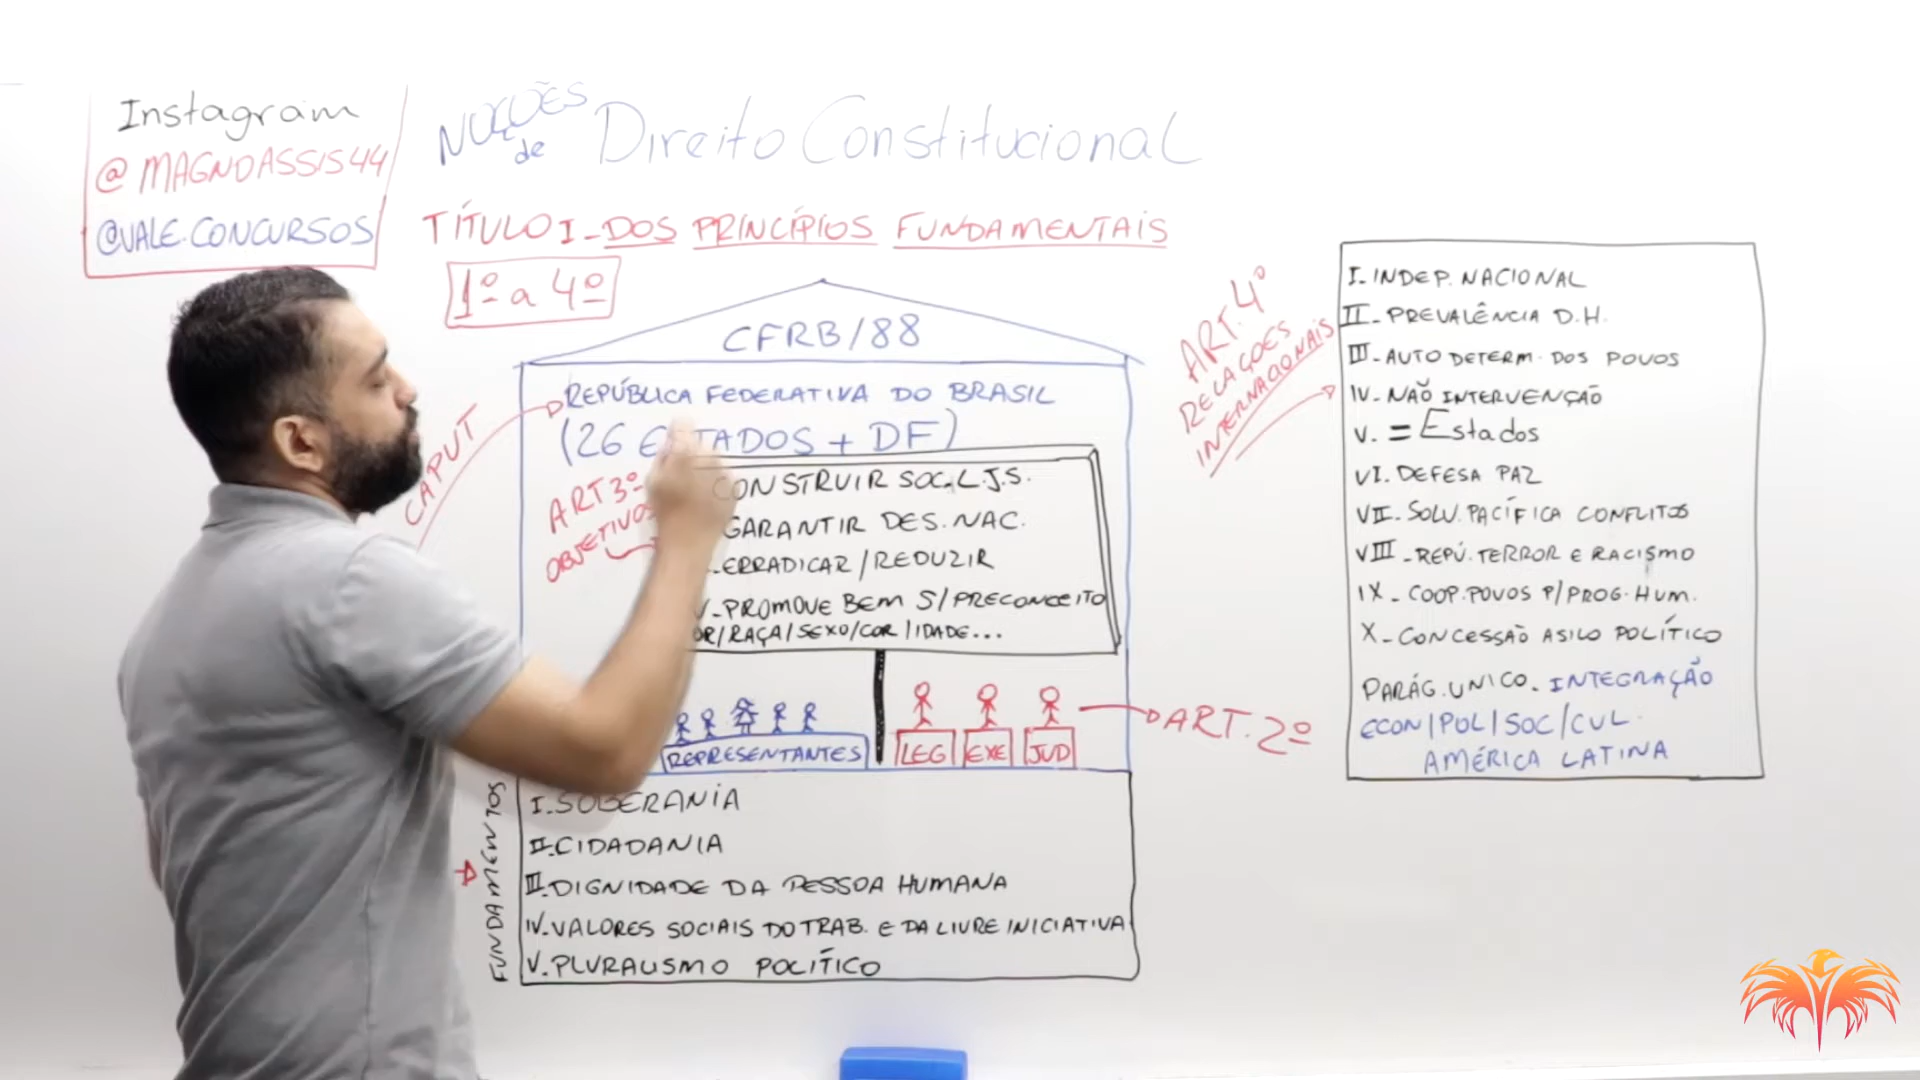 Instagram
@MAGNOASSIS44
@VALE.CONCURSOS
NOÇÕES
de
Direito Constitucional
TÍTULO I - DOS PRINCÍPIOS FUNDAMENTAIS
1º a 4º
CFRB/88
CAPUT
REPÚBLICA FEDERATIVA DO BRASIL
(26 ESTADOS + DF)
ART 3º
OBJETIVOS
CONSTRUIR SOC. L.J.S.
GARANTIR DES. NAC.
ERRADICAR/REDUZIR
V - PROMOVE BEM S/PRECONCEITO
OR/RAÇA/SEXO/COR/IDADE...
REPRESENTANTES
LEG EXE JUD
ART. 2º
FUNDAMENTOS
I. SOBERANIA
II. CIDADANIA
III. DIGNIDADE DA PESSOA HUMANA
IV. VALORES SOCIAIS DO TRAB. E DA LIVRE INICIATIVA
V. PLURALISMO POLÍTICO
ART. 4º
RELAÇOES
INTERNACIONAIS
I - INDEP. NACIONAL
II - PREVALÊNCIA D.H.
III - AUTO DETERM. DOS POVOS
IV - NÃO INTERVENÇÃO
V. = Estados
VI. DEFESA PAZ
VII - SOLU. PACÍFICA CONFLITOS
VIII - REPÚ. TERROR E RACISMO
IX - COOP. POVOS P/ PROG. HUM.
X - CONCESSÃO ASILO POLÍTICO
PARÁG. UNICO. INTEGRAÇÃO
ECON/POL/SOC/CUL.
AMÉRICA LATINA